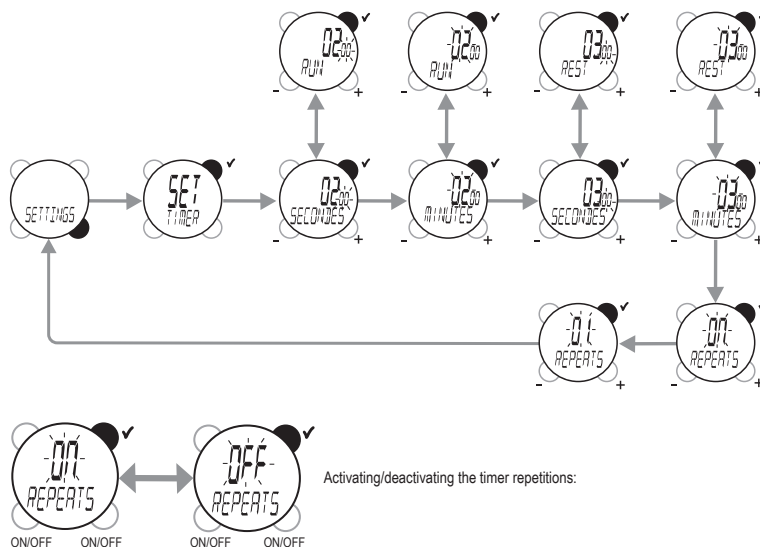 02 00
RUN
- +
02 00
RUN
- +
03 00
REST
- +
03 00
REST
- +
SETTINGS
SET
TIMER
02 00
SECONDES
- +
02 00
MINUTES
- +
03 00
SECONDES
- +
03 00
MINUTES
- +
01
REPEATS
- +
ON
REPEATS
- +
ON
REPEATS
ON/OFF ON/OFF
OFF
REPEATS
ON/OFF ON/OFF
Activating/deactivating the timer repetitions: